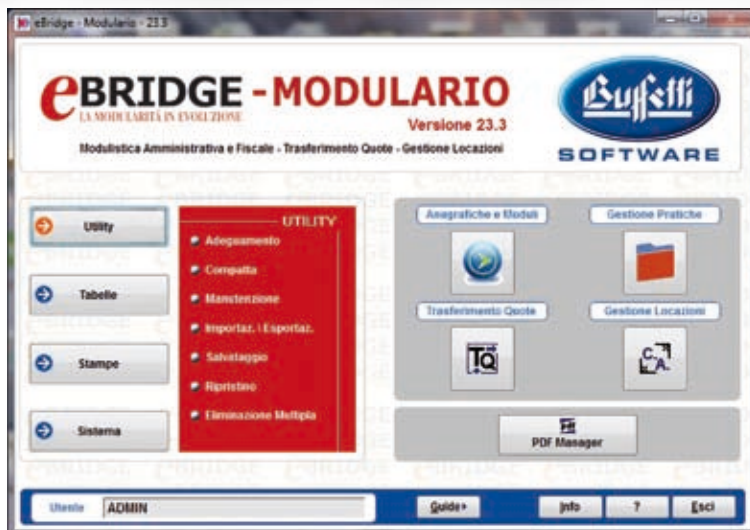 eBridge - Modulario - 23.3
eBRIDGE - MODULARIO
LA MODULARITÀ IN EVOLUZIONE
Versione 23.3
Modulistica Amministrativa e Fiscale - Trasferimento Quote - Gestione Locazioni
Buffetti
SOFTWARE
Utility
Tabelle
Stampe
Sistema
UTILITY
Adeguamento
Compatta
Manutenzione
Importaz. \ Esportaz.
Salvataggio
Ripristino
Eliminazione Multipla
Anagrafiche e Moduli
Gestione Pratiche
Trasferimento Quote
Gestione Locazioni
TQ
C.A.
PDF Manager
Utente ADMIN
Guide
Info
?
Esci